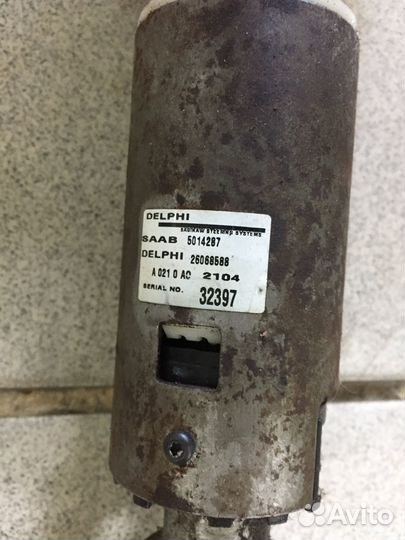 DELPHI
SAGINAW STEERING SYSTEMS
SAAB 5014287
DELPHI 26068588
A 021 0 AC 2104
SERIAL NO. 32397
Avito